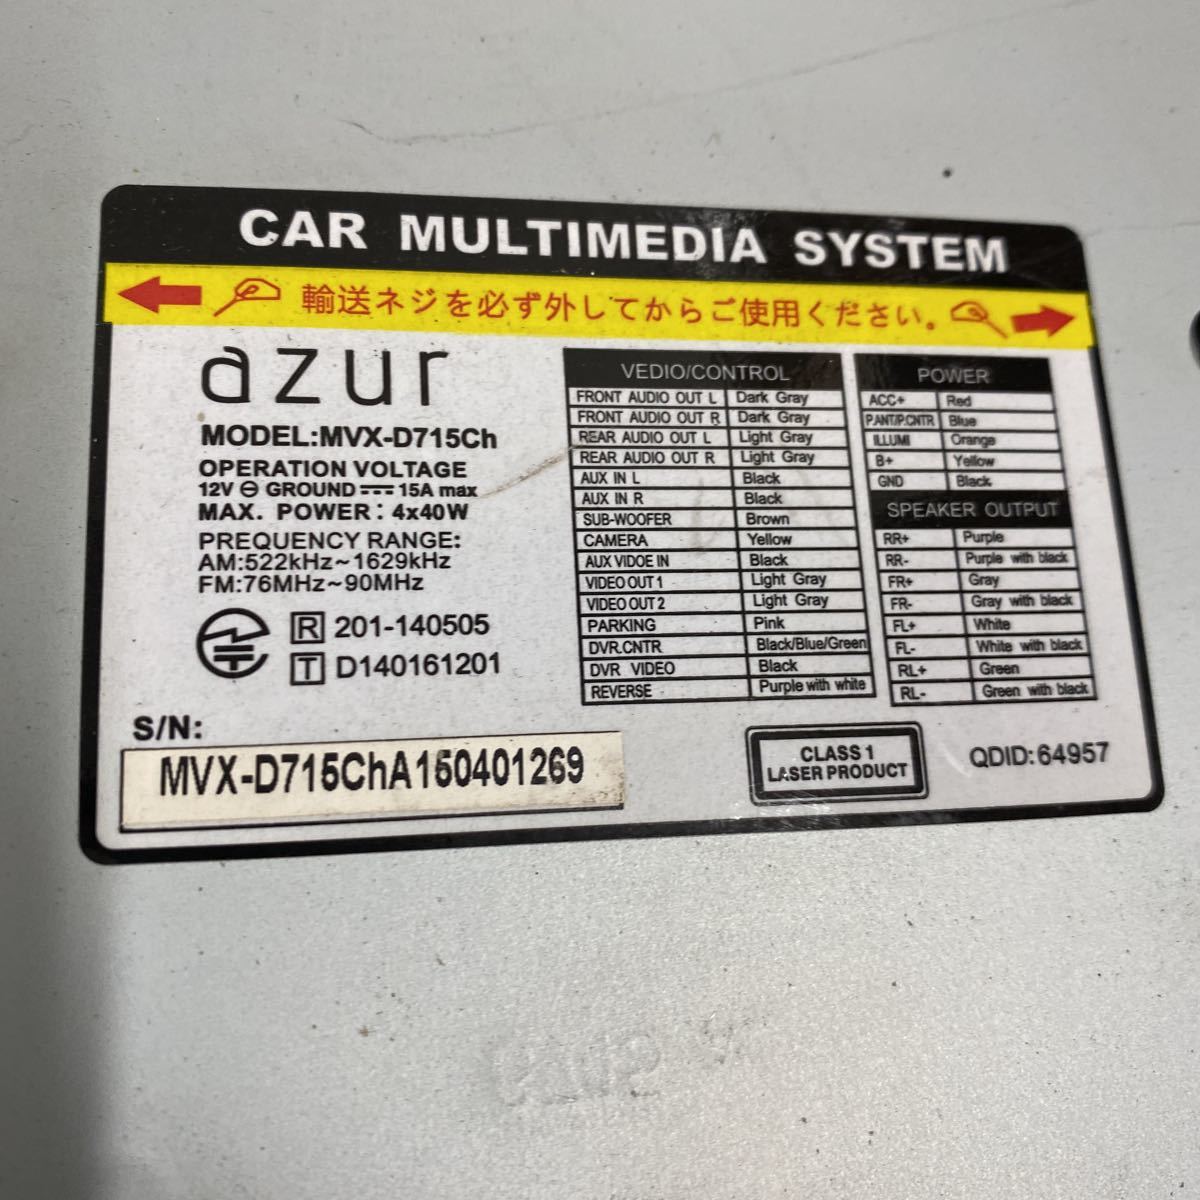 CAR MULTIMEDIA SYSTEM
輸送ネジを必ず外してからご使用ください。
azur
MODEL:MVX-D715Ch
OPERATION VOLTAGE
12V ⊖ GROUND 15A max
MAX. POWER: 4x40W
PREQUENCY RANGE:
AM:522kHz~1629kHz
FM:76MHz~90MHz
R 201-140505
T D140161201
S/N:
MVX-D715ChA150401269
VEDIO/CONTROL
FRONT AUDIO OUT L Dark Gray
FRONT AUDIO OUT R Dark Gray
REAR AUDIO OUT L Light Gray
REAR AUDIO OUT R Light Gray
AUX IN L Black
AUX IN R Black
SUB-WOOFER Brown
CAMERA Yellow
AUX VIDOE IN Black
VIDEO OUT 1 Light Gray
VIDEO OUT 2 Light Gray
PARKING Pink
DVR.CNTR Black/Blue/Green
DVR VIDEO Black
REVERSE Purple with white
POWER
ACC+ Red
P.ANT/P.CNTR Blue
ILLUMI Orange
B+ Yellow
GND Black
SPEAKER OUTPUT
RR+ Purple
RR- Purple with black
FR+ Gray
FR- Gray with black
FL+ White
FL- White with black
RL+ Green
RL- Green with black
CLASS 1
LASER PRODUCT
QDID:64957